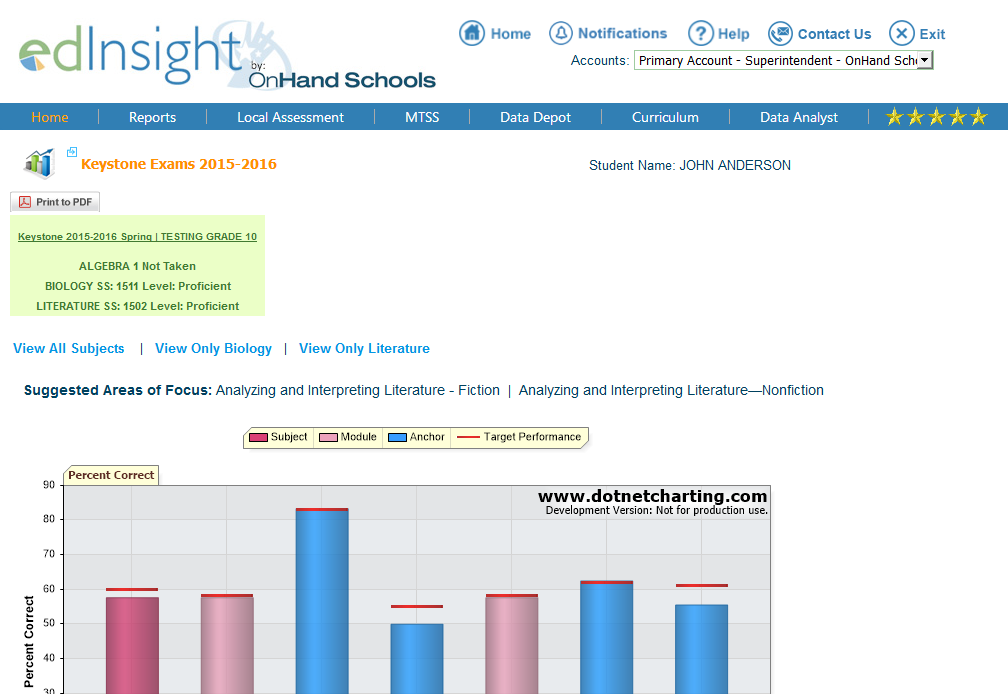 edInsight
by:
OnHand Schools
Home Notifications Help Contact Us Exit
Accounts: Primary Account - Superintendent - OnHand Scho
Home Reports Local Assessment MTSS Data Depot Curriculum Data Analyst
Keystone Exams 2015-2016
Student Name: JOHN ANDERSON
Print to PDF
Keystone 2015-2016 Spring | TESTING GRADE 10
ALGEBRA 1 Not Taken
BIOLOGY SS: 1511 Level: Proficient
LITERATURE SS: 1502 Level: Proficient
View All Subjects | View Only Biology | View Only Literature
Suggested Areas of Focus: Analyzing and Interpreting Literature - Fiction | Analyzing and Interpreting Literature—Nonfiction
Subject Module Anchor Target Performance
Percent Correct
www.dotnetcharting.com
Development Version: Not for production use.
90
80
70
60
50
40
30
Percent Correct